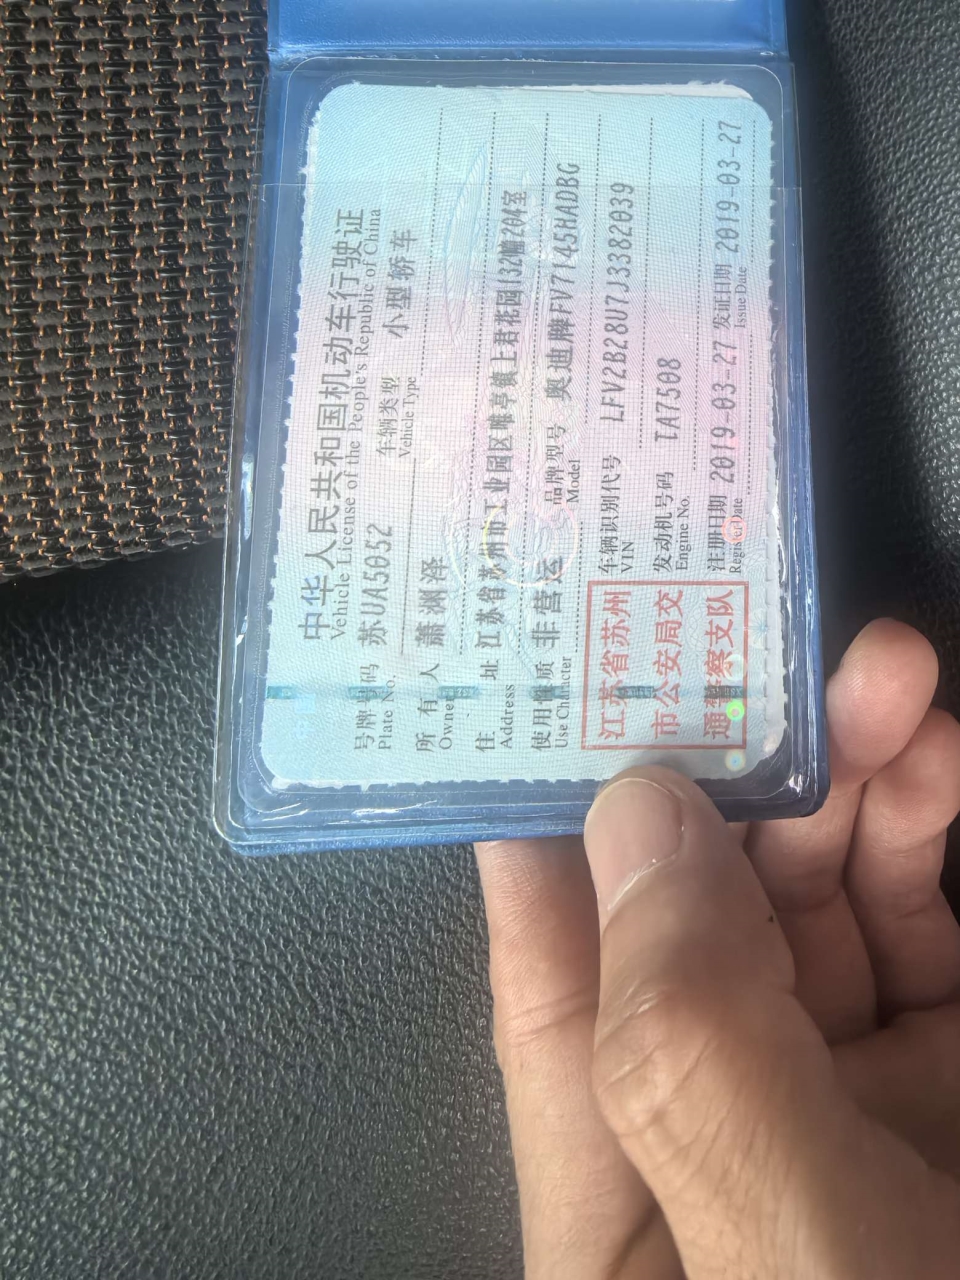 中华人民共和国机动车行驶证
Vehicle License of the People's Republic of China
号牌号码 苏UA5052 车辆类型 小型轿车
Plate No. Vehicle Type
所有人 萧渊泽
Owner
住址 江苏省苏州市工业园区唯亭镇上君花园132幢204室
Address
使用性质 非营运 品牌型号 奥迪牌FV7145HADBG
Use Character Model
江苏省苏州
市公安局交
通警察支队
车辆识别代号 LFV2B28U7J3382039
VIN
发动机号码 TA7508
Engine No.
注册日期 2019-03-27 发证日期 2019-03-27
Register Date Issue Date